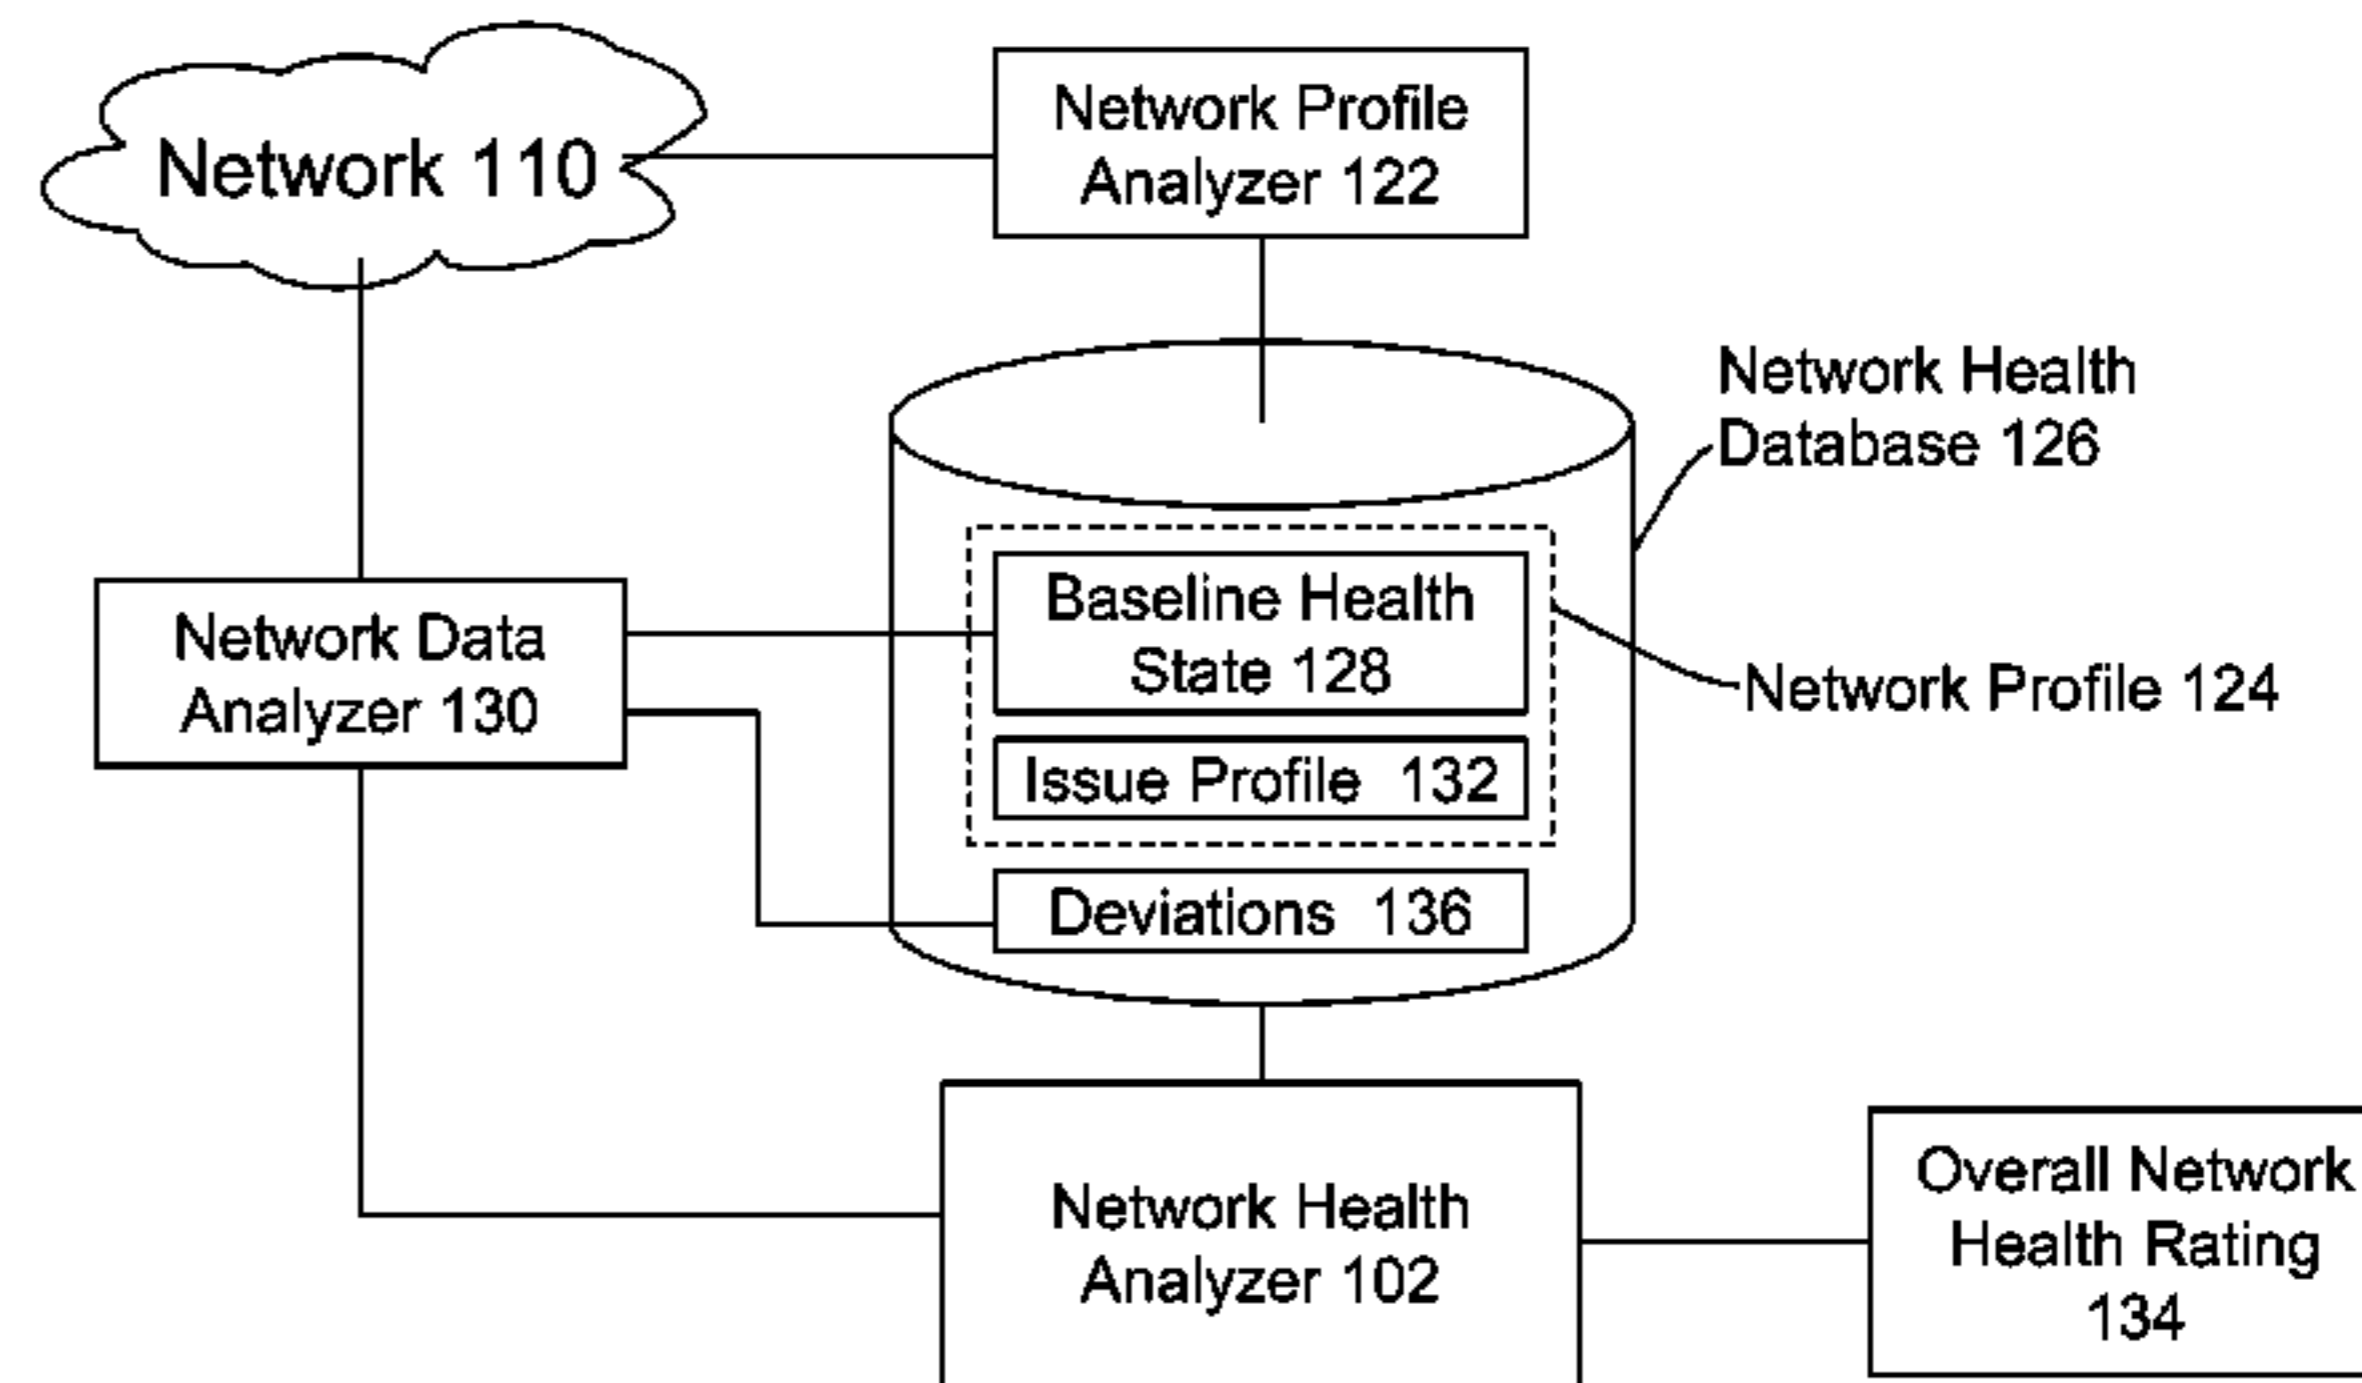 Network 110
Network Profile
Analyzer 122
Network Health
Database 126
Network Data
Analyzer 130
Baseline Health
State 128
Network Profile 124
Issue Profile 132
Deviations 136
Network Health
Analyzer 102
Overall Network
Health Rating
134